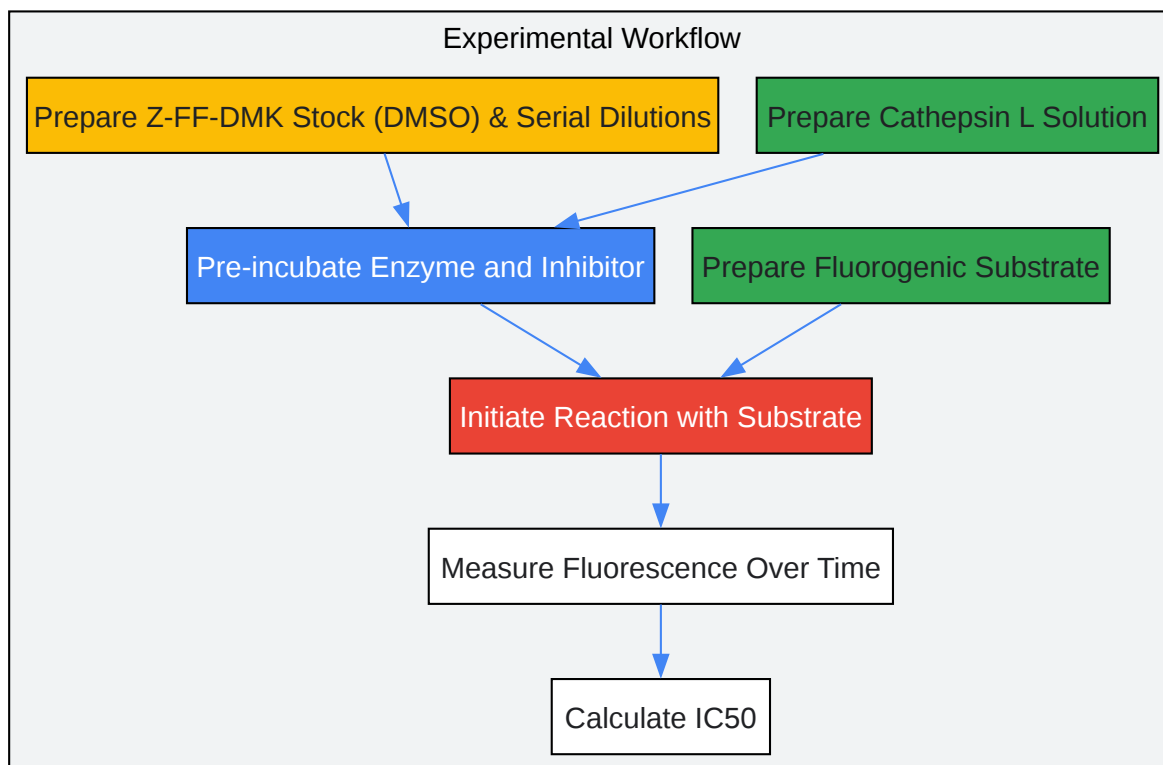 Experimental Workflow
Prepare Z-FF-DMK Stock (DMSO) & Serial Dilutions
Prepare Cathepsin L Solution
Pre-incubate Enzyme and Inhibitor
Prepare Fluorogenic Substrate
Initiate Reaction with Substrate
Measure Fluorescence Over Time
Calculate IC50